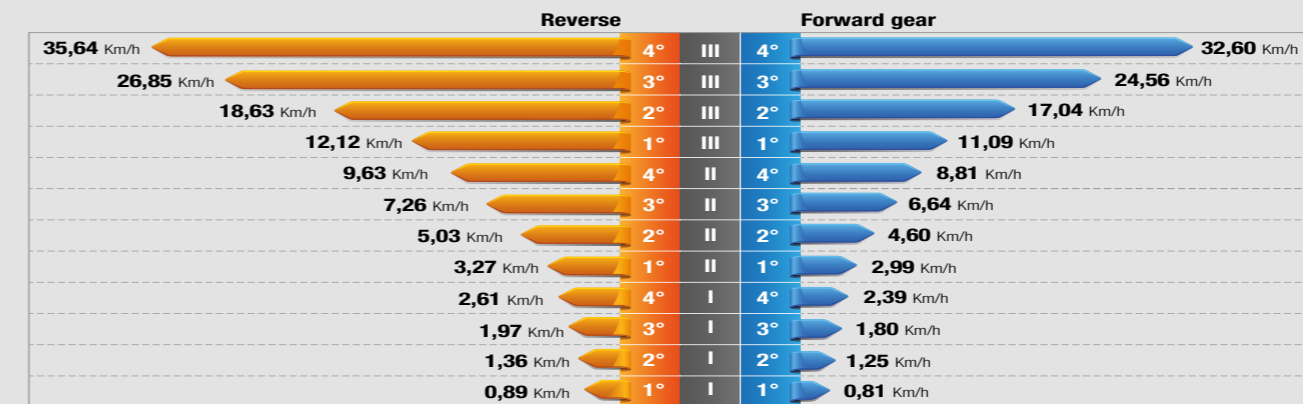 Reverse Forward gear
35,64 Km/h 4° III 4° 32,60 Km/h
26,85 Km/h 3° III 3° 24,56 Km/h
18,63 Km/h 2° III 2° 17,04 Km/h
12,12 Km/h 1° III 1° 11,09 Km/h
9,63 Km/h 4° II 4° 8,81 Km/h
7,26 Km/h 3° II 3° 6,64 Km/h
5,03 Km/h 2° II 2° 4,60 Km/h
3,27 Km/h 1° II 1° 2,99 Km/h
2,61 Km/h 4° I 4° 2,39 Km/h
1,97 Km/h 3° I 3° 1,80 Km/h
1,36 Km/h 2° I 2° 1,25 Km/h
0,89 Km/h 1° I 1° 0,81 Km/h